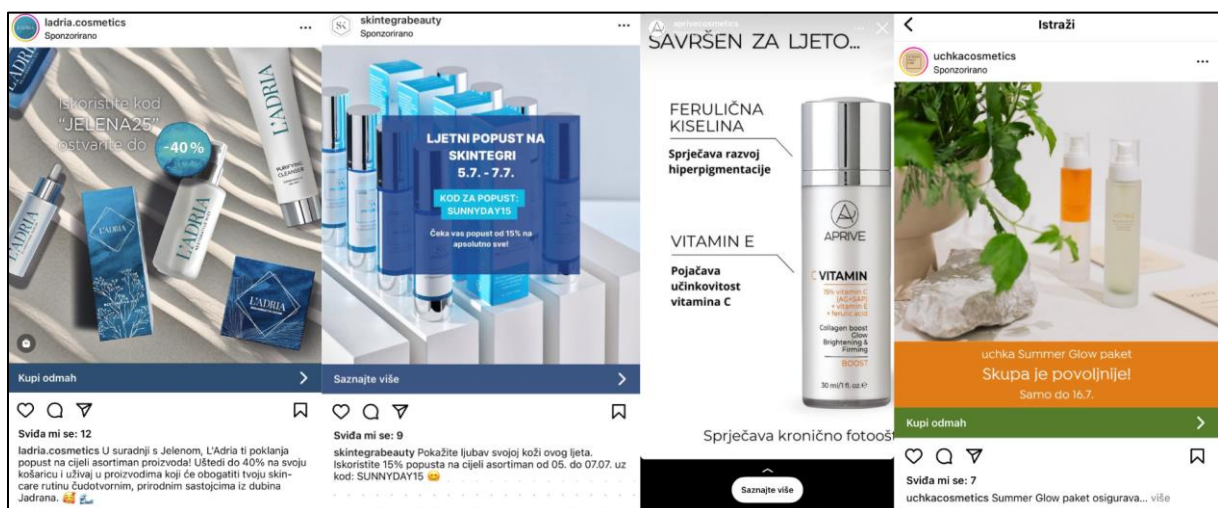 ladria.cosmetics
Sponzorirano
L'ADRIA
Iskoristite kod
“JELENA25”
ostvarite do
-40%
L'ADRIA
PURIFYING
CLEANSER
L'ADRIA
L'ADRIA
L'ADRIA
L'ADRIA
Kupi odmah
Sviđa mi se: 12
ladria.cosmetics U suradnji s Jelenom, L'Adria ti poklanja
popust na cijeli asortiman proizvoda! Uštedi do 40% na svoju
košaricu i uživaj u proizvodima koji će obogatiti tvoju skin-
care rutinu čudotvornim, prirodnim sastojcima iz dubina
Jadrana. 🥰 🌊
SK
skintegrabeauty
Sponzorirano
LJETNI POPUST NA
SKINTEGRI
5.7. - 7.7.
KOD ZA POPUST:
SUNNYDAY15
Čeka vas popust od 15% na
apsolutno sve!
Saznajte više
Sviđa mi se: 9
skintegrabeauty Pokažite ljubav svojoj koži ovog ljeta.
Iskoristite 15% popusta na cijeli asortiman od 05. do 07.07. uz
kod: SUNNYDAY15 😊
aprivecosmetics
SAVRŠEN ZA LJETO...
FERULIČNA
KISELINA
Sprječava razvoj
hiperpigmentacije
VITAMIN E
Pojačava
učinkovitost
vitamina C
APRIVE
C VITAMIN
15% vitamin C
(AG+SAP)
+ vitamin E
+ ferulic acid
Collagen boost
Glow
Brightening &
Firming
BOOST
30 ml/1 fl. oz.℮
Sprječava kronično fotoošt
Saznajte više
Istraži
uchkacosmetics
Sponzorirano
uchka Summer Glow paket
Skupa je povoljnije!
Samo do 16.7.
Kupi odmah
Sviđa mi se: 7
uchkacosmetics Summer Glow paket osigurava... više